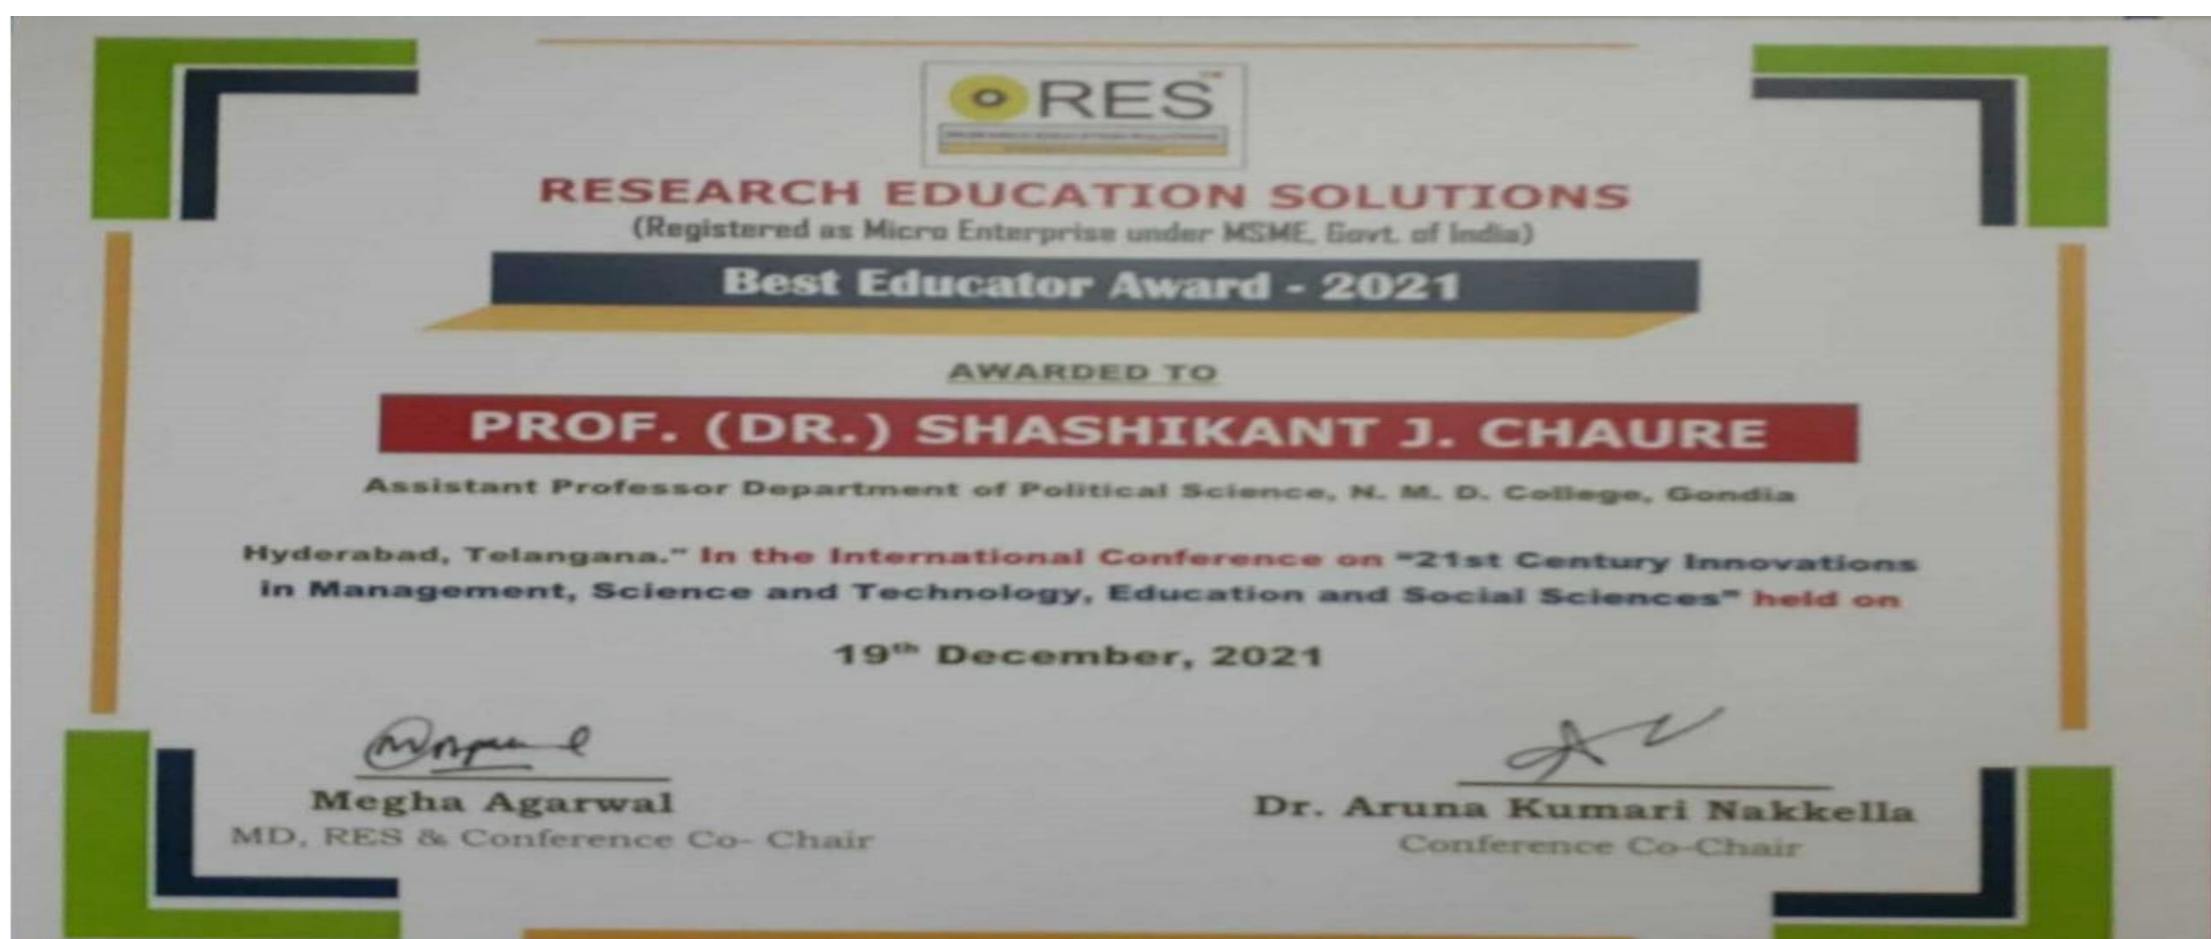 RES
RESEARCH EDUCATION SOLUTIONS
(Registered as Micro Enterprise under MSME, Govt. of India)
Best Educator Award - 2021
AWARDED TO
PROF. (DR.) SHASHIKANT J. CHAURE
Assistant Professor Department of Political Science, N. M. D. College, Gondia
Hyderabad, Telangana." In the International Conference on "21st Century Innovations
in Management, Science and Technology, Education and Social Sciences" held on
19th December, 2021
Megha Agarwal
MD, RES & Conference Co- Chair
Dr. Aruna Kumari Nakkella
Conference Co-Chair